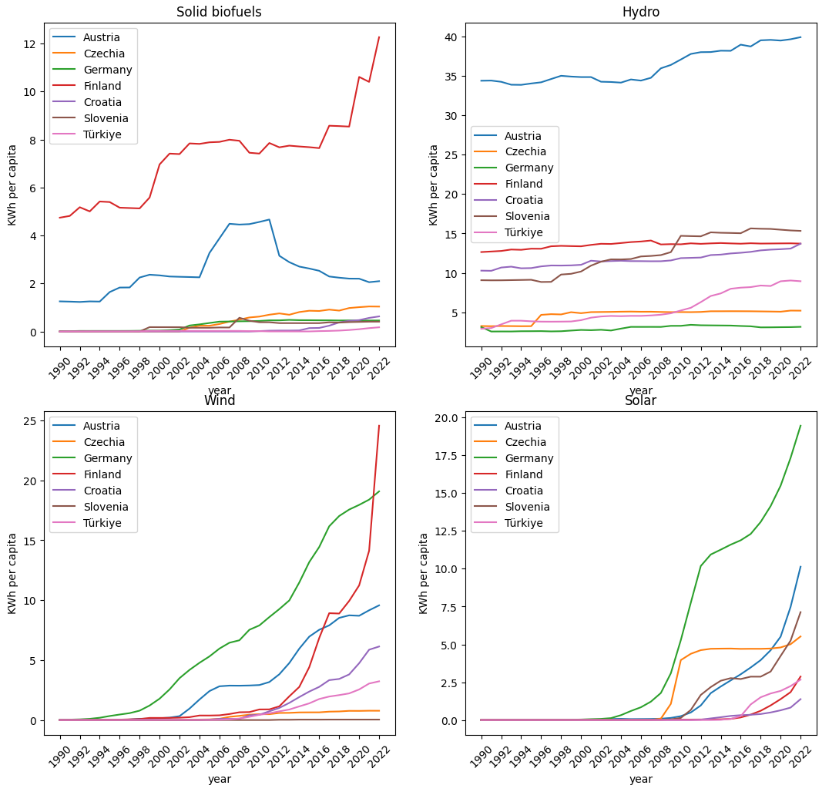 Solid biofuels
12
10
8
6
4
2
0
KWh per capita
Austria
Czechia
Germany
Finland
Croatia
Slovenia
Türkiye
1990
1992
1994
1996
1998
2000
2002
2004
2006
2008
2010
2012
2014
2016
2018
2020
2022
year
Hydro
40
35
30
25
20
15
10
5
KWh per capita
Austria
Czechia
Germany
Finland
Croatia
Slovenia
Türkiye
1990
1992
1994
1996
1998
2000
2002
2004
2006
2008
2010
2012
2014
2016
2018
2020
2022
year
Wind
25
20
15
10
5
0
KWh per capita
Austria
Czechia
Germany
Finland
Croatia
Slovenia
Türkiye
1990
1992
1994
1996
1998
2000
2002
2004
2006
2008
2010
2012
2014
2016
2018
2020
2022
year
Solar
20.0
17.5
15.0
12.5
10.0
7.5
5.0
2.5
0.0
KWh per capita
Austria
Czechia
Germany
Finland
Croatia
Slovenia
Türkiye
1990
1992
1994
1996
1998
2000
2002
2004
2006
2008
2010
2012
2014
2016
2018
2020
2022
year